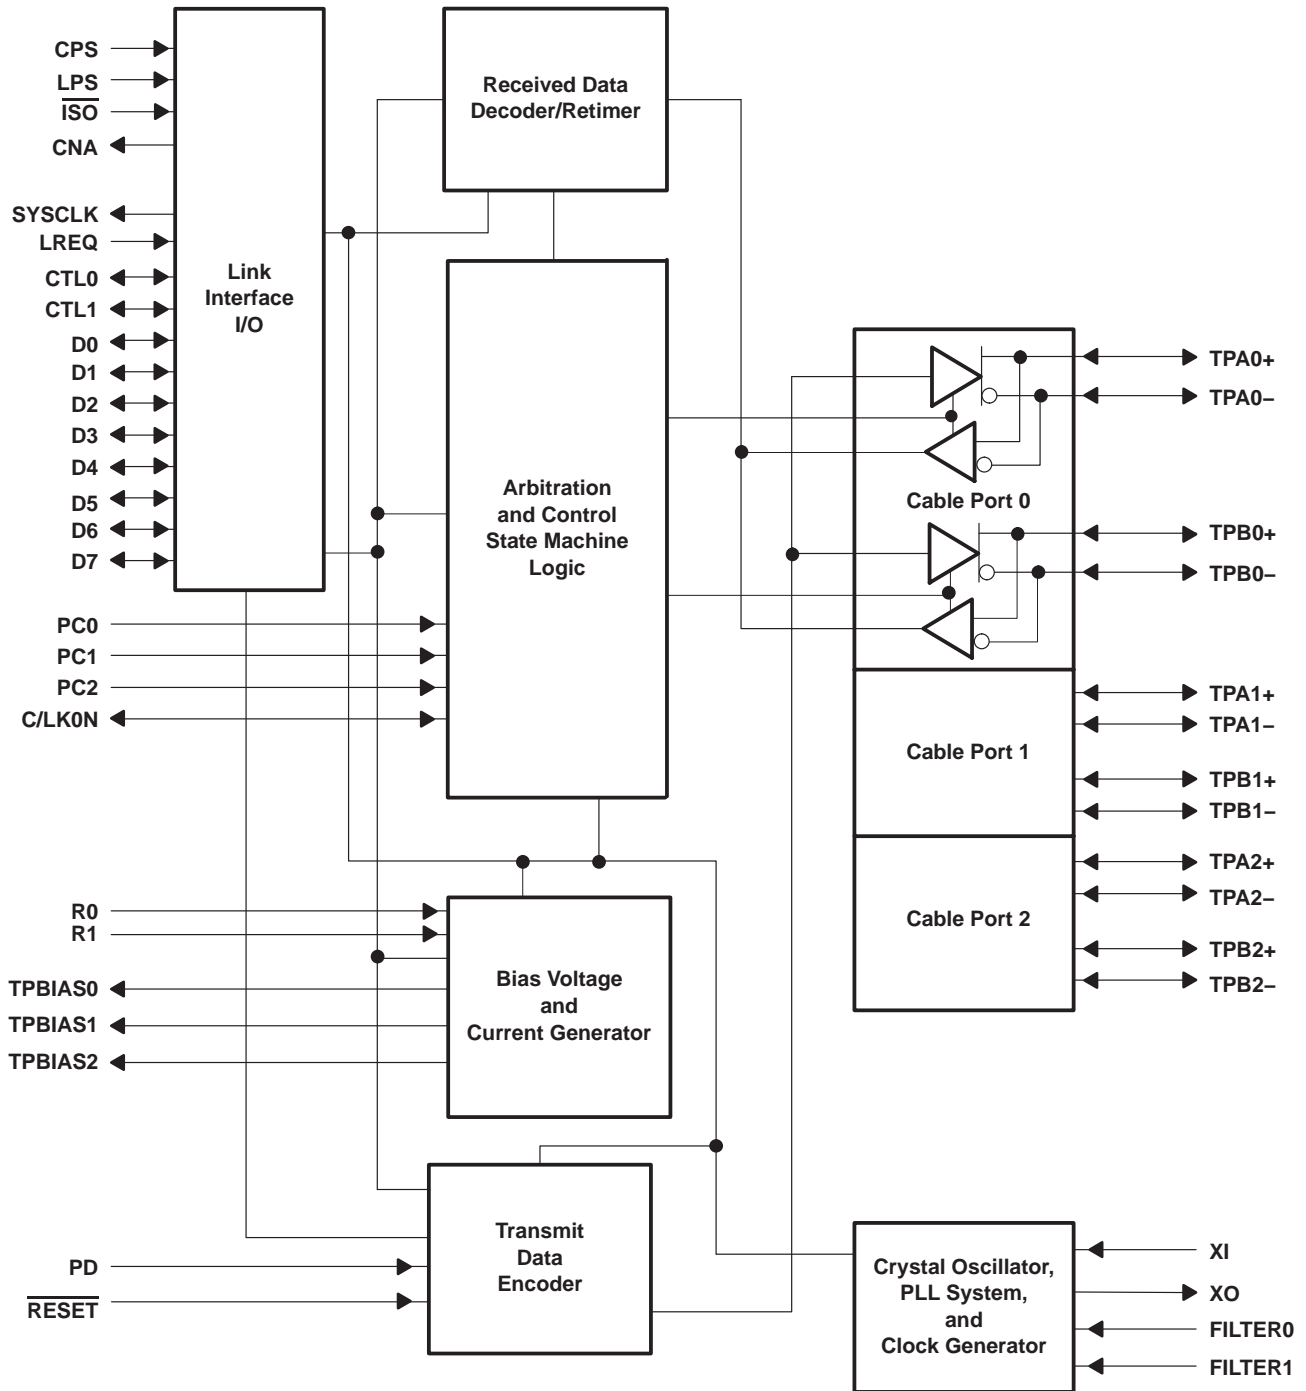 CPS
LPS
ISO
CNA
SYSCLK
LREQ
CTL0
CTL1
D0
D1
D2
D3
D4
D5
D6
D7
Link
Interface
I/O
Received Data
Decoder/Retimer
Arbitration
and Control
State Machine
Logic
PC0
PC1
PC2
C/LK0N
Cable Port 0
TPA0+
TPA0–
TPB0+
TPB0–
Cable Port 1
TPA1+
TPA1–
TPB1+
TPB1–
Cable Port 2
TPA2+
TPA2–
TPB2+
TPB2–
R0
R1
TPBIAS0
TPBIAS1
TPBIAS2
Bias Voltage
and
Current Generator
PD
RESET
Transmit
Data
Encoder
Crystal Oscillator,
PLL System,
and
Clock Generator
XI
XO
FILTER0
FILTER1